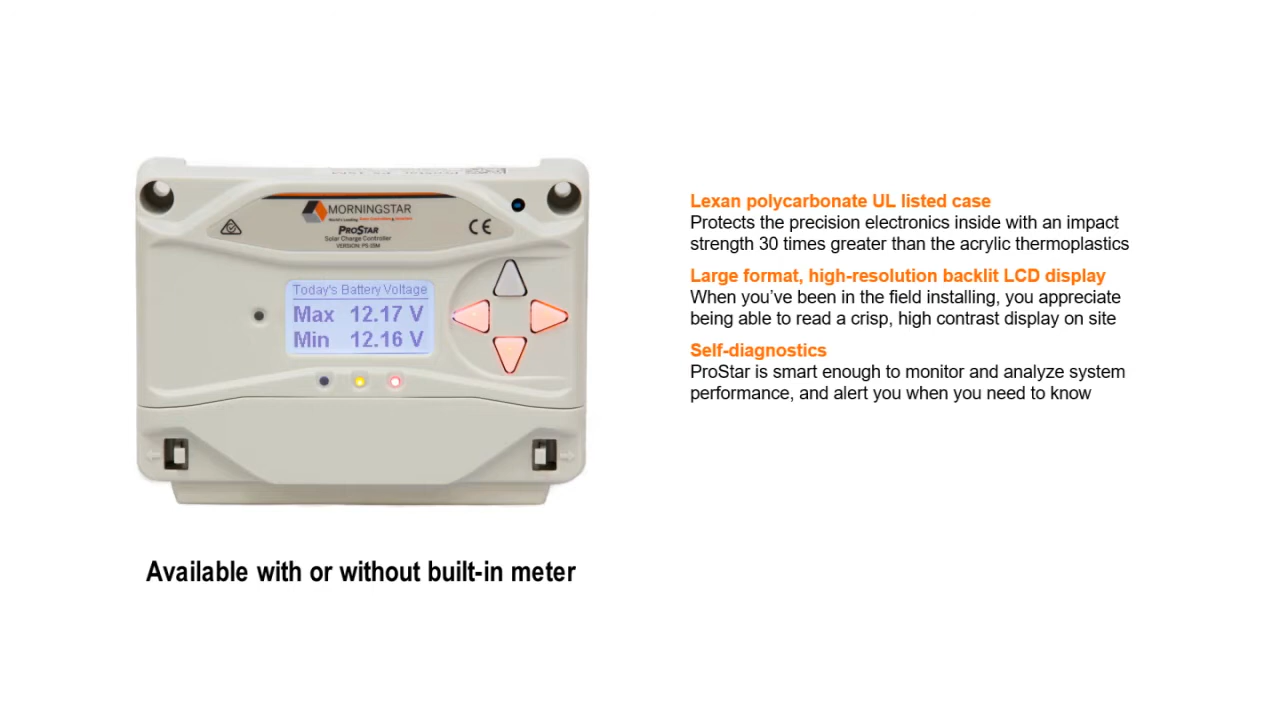 MORNINGSTAR
PROSTAR
Solar Charge Controller
VERSION: PS-15M
CE
Today's Battery Voltage
Max 12.17 V
Min 12.16 V
Available with or without built-in meter
Lexan polycarbonate UL listed case
Protects the precision electronics inside with an impact
strength 30 times greater than the acrylic thermoplastics
Large format, high-resolution backlit LCD display
When you’ve been in the field installing, you appreciate
being able to read a crisp, high contrast display on site
Self-diagnostics
ProStar is smart enough to monitor and analyze system
performance, and alert you when you need to know